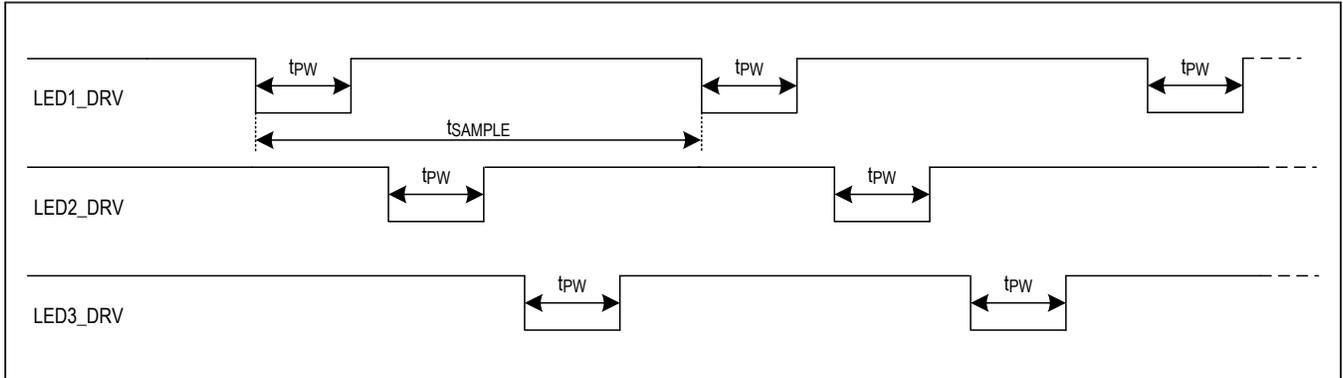 tPW tPW tPW
LED1_DRV
tSAMPLE
tPW tPW
LED2_DRV
tPW tPW
LED3_DRV